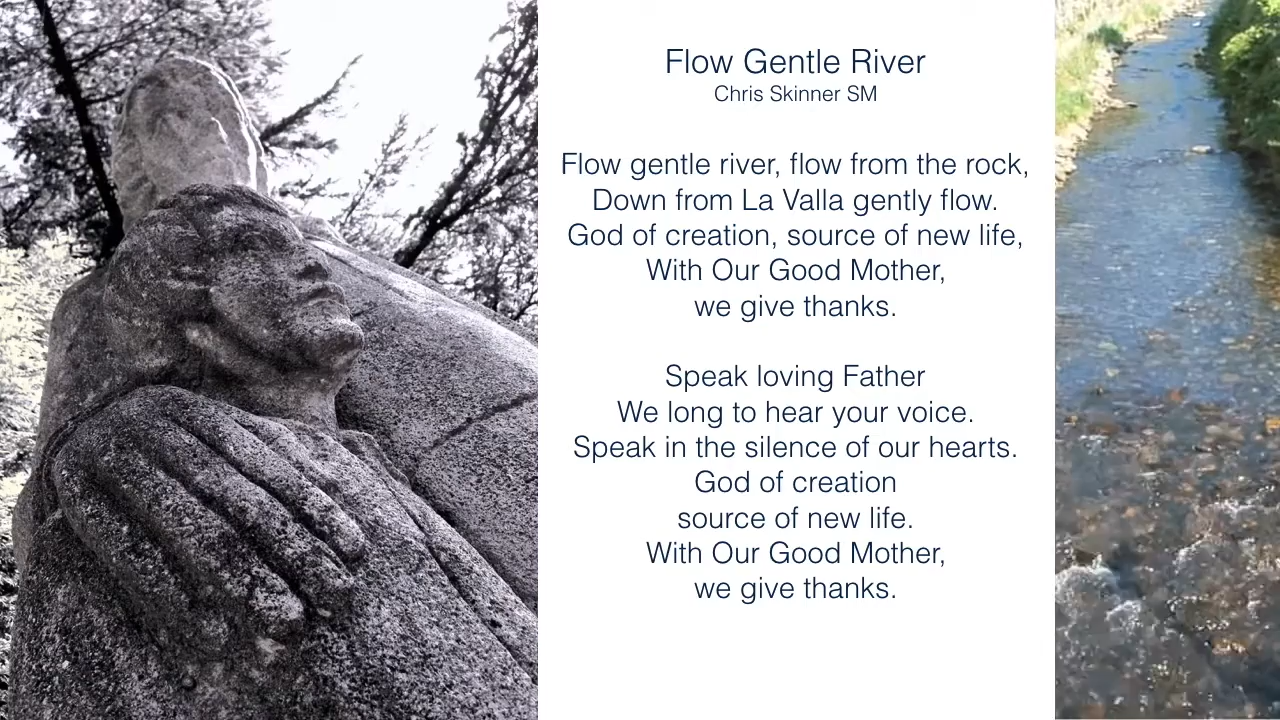 Flow Gentle River
Chris Skinner SM
Flow gentle river, flow from the rock,
Down from La Valla gently flow.
God of creation, source of new life,
With Our Good Mother,
we give thanks.
Speak loving Father
We long to hear your voice.
Speak in the silence of our hearts.
God of creation
source of new life.
With Our Good Mother,
we give thanks.